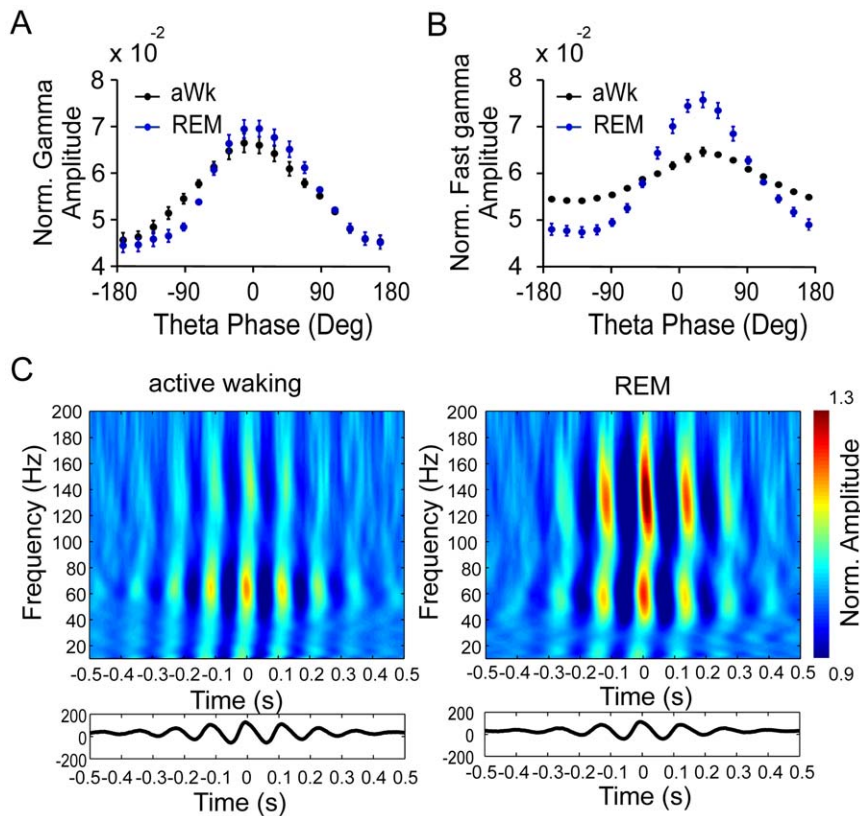 A
x 10
-2
8
aWk
REM
7
6
5
4
Norm. Gamma
Amplitude
-180 -90 0 90 180
Theta Phase (Deg)
B
x 10
-2
8
aWk
REM
7
6
5
4
Norm. Fast gamma
Amplitude
-180 -90 0 90 180
Theta Phase (Deg)
C
active waking
200
180
160
140
120
100
80
60
40
20
Frequency (Hz)
-0.5 -0.4 -0.3 -0.2 -0.1 0 0.1 0.2 0.3 0.4 0.5
Time (s)
200
0
-200
-0.5 -0.4 -0.3 -0.2 -0.1 0 0.1 0.2 0.3 0.4 0.5
Time (s)
REM
200
180
160
140
120
100
80
60
40
20
Frequency (Hz)
-0.5 -0.4 -0.3 -0.2 -0.1 0 0.1 0.2 0.3 0.4 0.5
Time (s)
1.3
Norm. Amplitude
0.9
200
0
-200
-0.5 -0.4 -0.3 -0.2 -0.1 0 0.1 0.2 0.3 0.4 0.5
Time (s)